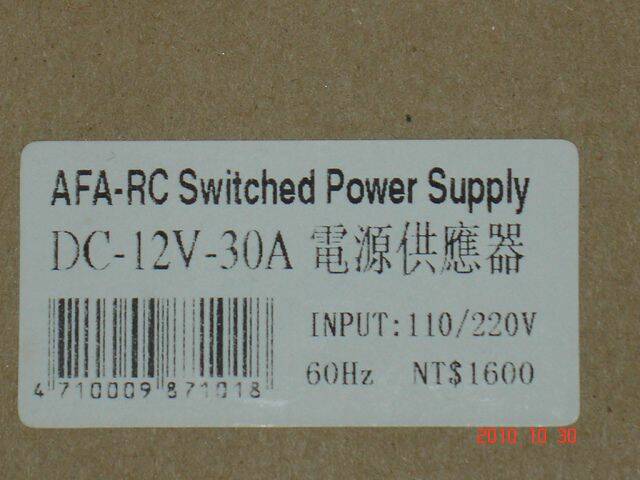 AFA-RC Switched Power Supply
DC-12V-30A 電源供應器
INPUT:110/220V
60Hz NT$1600
4 710009 871018
2010 10 30